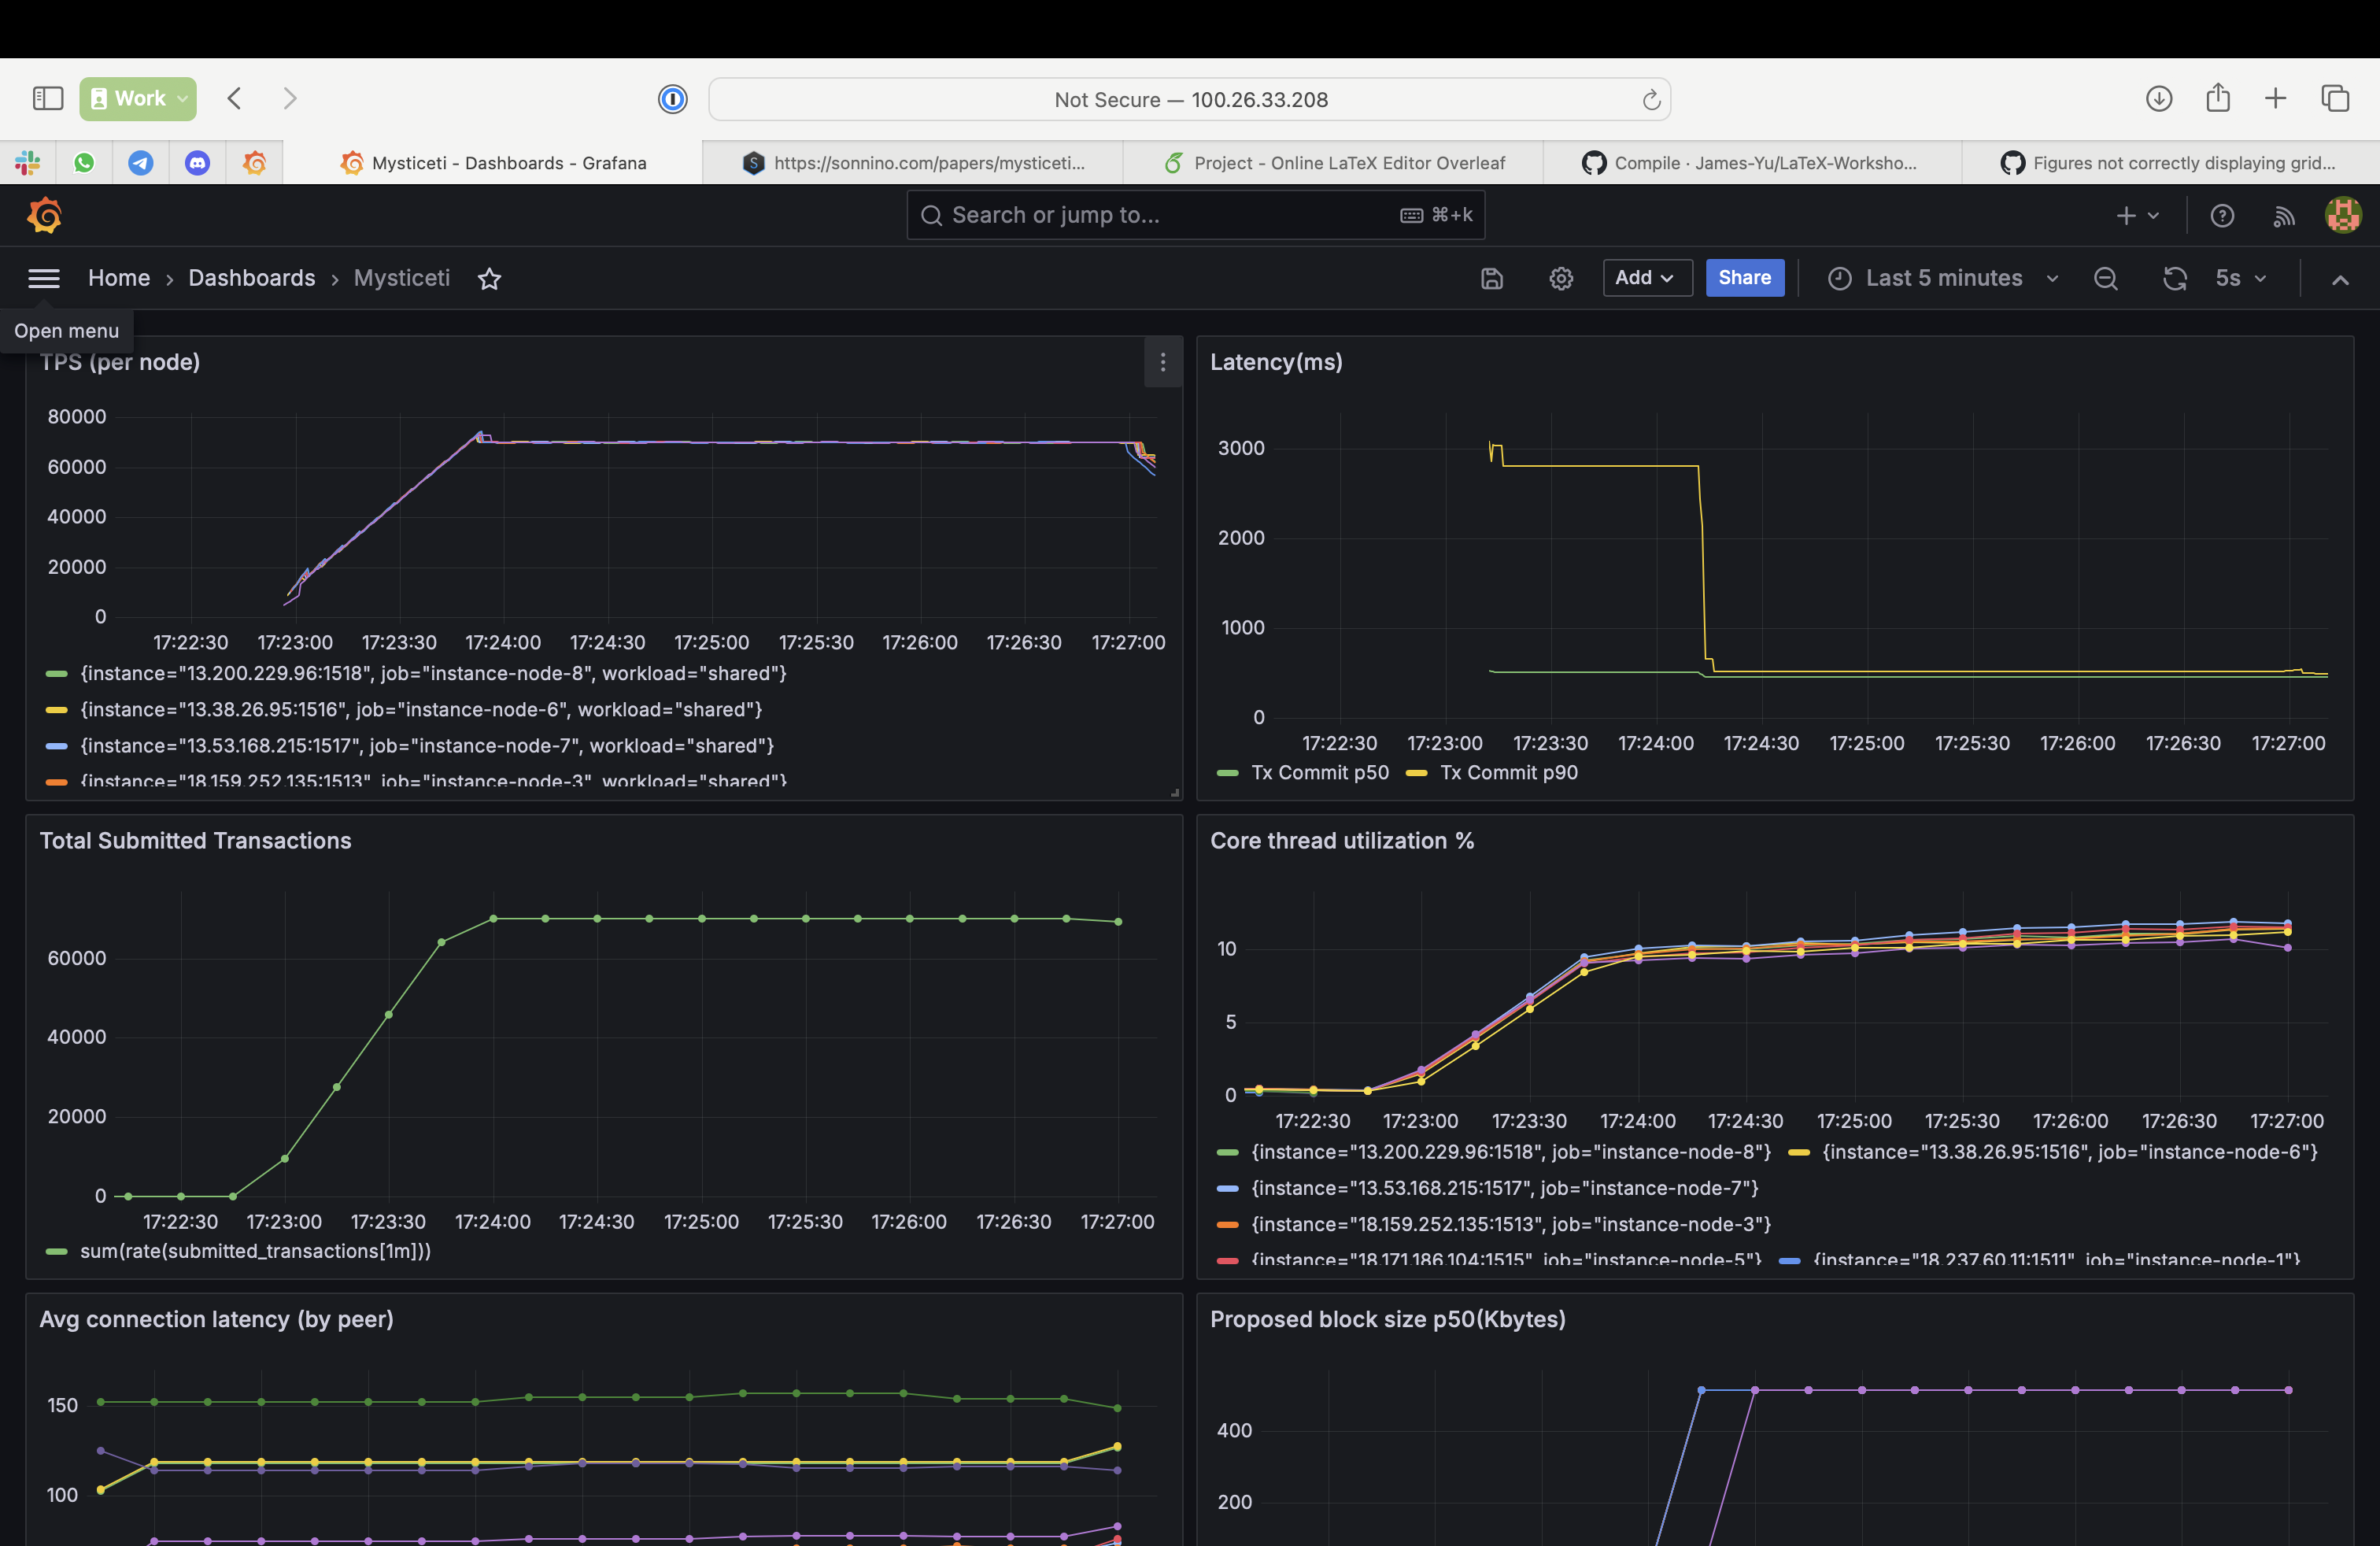 Work
Not Secure — 100.26.33.208
Mysticeti - Dashboards - Grafana
https://sonnino.com/papers/mysticeti...
Project - Online LaTeX Editor Overleaf
Compile · James-Yu/LaTeX-Worksho...
Figures not correctly displaying grid...
Search or jump to...
⌘+k
Home › Dashboards › Mysticeti
Add
Share
Last 5 minutes
5s
Open menu
TPS (per node)
80000
60000
40000
20000
0
17:22:30 17:23:00 17:23:30 17:24:00 17:24:30 17:25:00 17:25:30 17:26:00 17:26:30 17:27:00
{instance="13.200.229.96:1518", job="instance-node-8", workload="shared"}
{instance="13.38.26.95:1516", job="instance-node-6", workload="shared"}
{instance="13.53.168.215:1517", job="instance-node-7", workload="shared"}
{instance="18.159.252.135:1513" job="instance-node-3" workload="shared"}
Latency(ms)
3000
2000
1000
0
17:22:30 17:23:00 17:23:30 17:24:00 17:24:30 17:25:00 17:25:30 17:26:00 17:26:30 17:27:00
Tx Commit p50 Tx Commit p90
Total Submitted Transactions
60000
40000
20000
0
17:22:30 17:23:00 17:23:30 17:24:00 17:24:30 17:25:00 17:25:30 17:26:00 17:26:30 17:27:00
sum(rate(submitted_transactions[1m]))
Core thread utilization %
10
5
0
17:22:30 17:23:00 17:23:30 17:24:00 17:24:30 17:25:00 17:25:30 17:26:00 17:26:30 17:27:00
{instance="13.200.229.96:1518", job="instance-node-8"} {instance="13.38.26.95:1516", job="instance-node-6"}
{instance="13.53.168.215:1517", job="instance-node-7"}
{instance="18.159.252.135:1513", job="instance-node-3"}
{instance="18.171.186.104:1515" job="instance-node-5"} {instance="18.237.60.11:1511" job="instance-node-1"}
Avg connection latency (by peer)
150
100
Proposed block size p50(Kbytes)
400
200